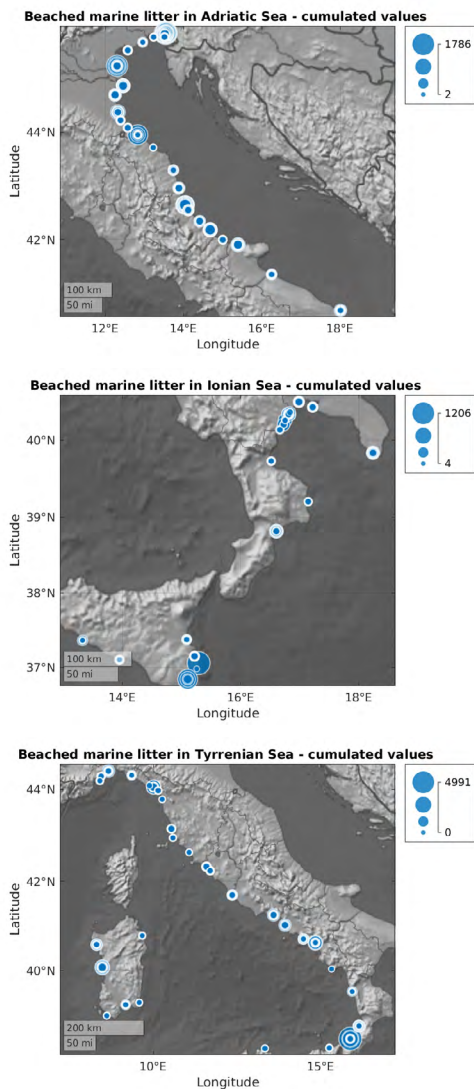 Beached marine litter in Adriatic Sea - cumulated values
1786
2
44°N
42°N
Latitude
100 km
50 mi
12°E 14°E 16°E 18°E
Longitude
Beached marine litter in Ionian Sea - cumulated values
1206
4
40°N
39°N
38°N
37°N
Latitude
100 km
50 mi
14°E 16°E 18°E
Longitude
Beached marine litter in Tyrrenian Sea - cumulated values
4991
0
44°N
42°N
40°N
Latitude
200 km
50 mi
10°E 15°E
Longitude